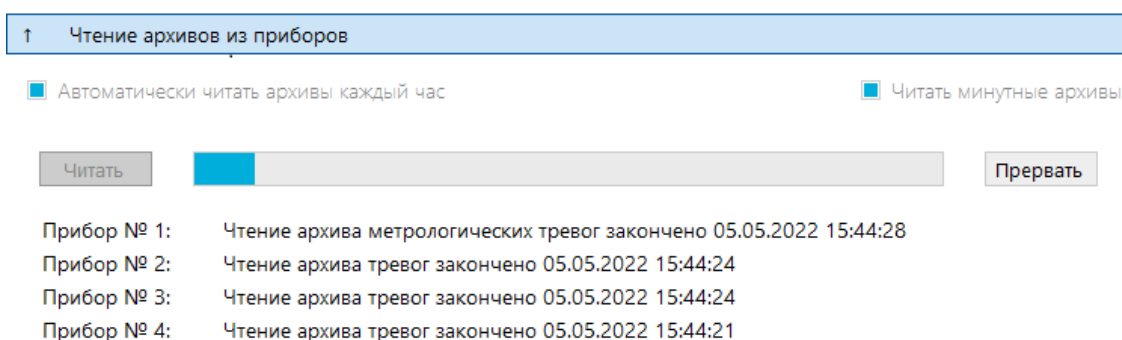 ↑ Чтение архивов из приборов
Автоматически читать архивы каждый час Читать минутные архивы
Читать Прервать
Прибор № 1: Чтение архива метрологических тревог закончено 05.05.2022 15:44:28
Прибор № 2: Чтение архива тревог закончено 05.05.2022 15:44:24
Прибор № 3: Чтение архива тревог закончено 05.05.2022 15:44:24
Прибор № 4: Чтение архива тревог закончено 05.05.2022 15:44:21